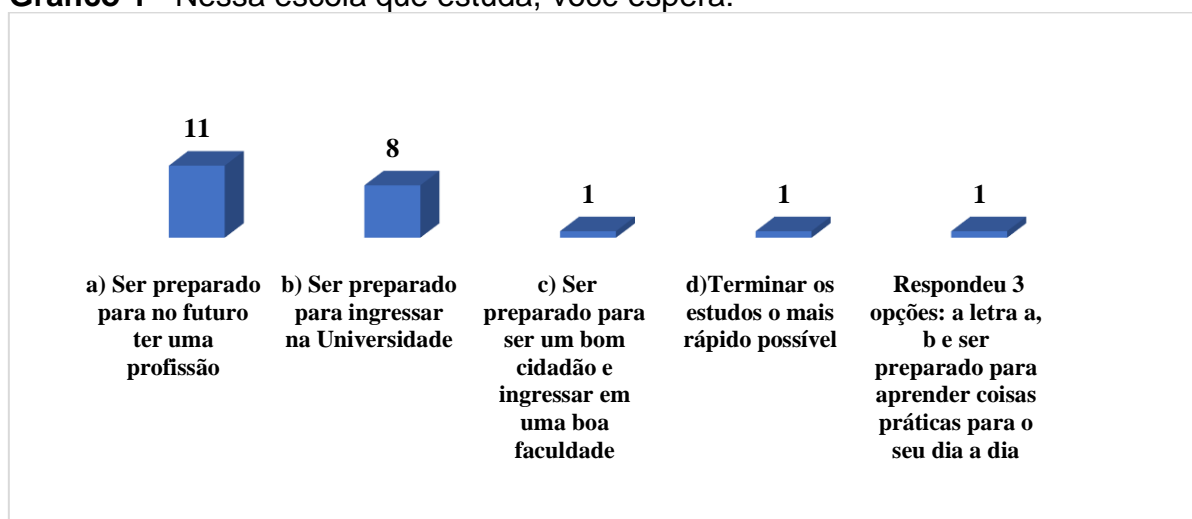 Gráfico 1 - Nessa escola que estuda, você espera:
11
8
1
1
1
a) Ser preparado
para no futuro
ter uma
profissão
b) Ser preparado
para ingressar
na Universidade
c) Ser
preparado para
ser um bom
cidadão e
ingressar em
uma boa
faculdade
d)Terminar os
estudos o mais
rápido possível
Respondeu 3
opções: a letra a,
b e ser
preparado para
aprender coisas
práticas para o
seu dia a dia